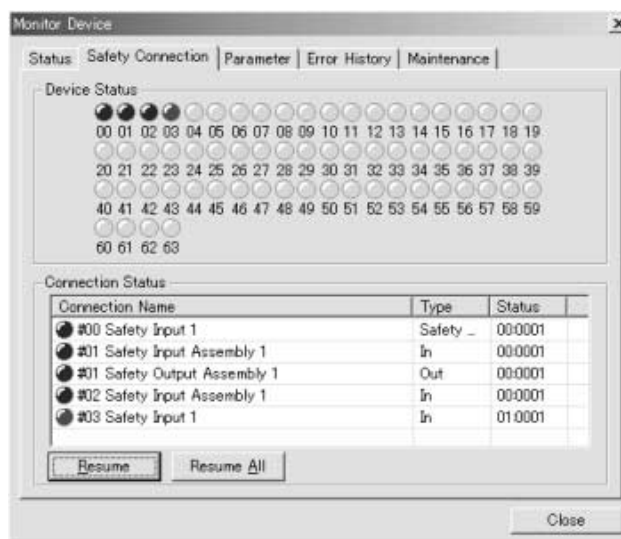 Monitor Device
Status Safety Connection Parameter Error History Maintenance
Device Status
00 01 02 03 04 05 06 07 08 09 10 11 12 13 14 15 16 17 18 19
20 21 22 23 24 25 26 27 28 29 30 31 32 33 34 35 36 37 38 39
40 41 42 43 44 45 46 47 48 49 50 51 52 53 54 55 56 57 58 59
60 61 62 63
Connection Status
Connection Name Type Status
#00 Safety Input 1 Safety ... 00:0001
#01 Safety Input Assembly 1 In 00:0001
#01 Safety Output Assembly 1 Out 00:0001
#02 Safety Input Assembly 1 In 00:0001
#03 Safety Input 1 In 01:0001
Resume Resume All
Close